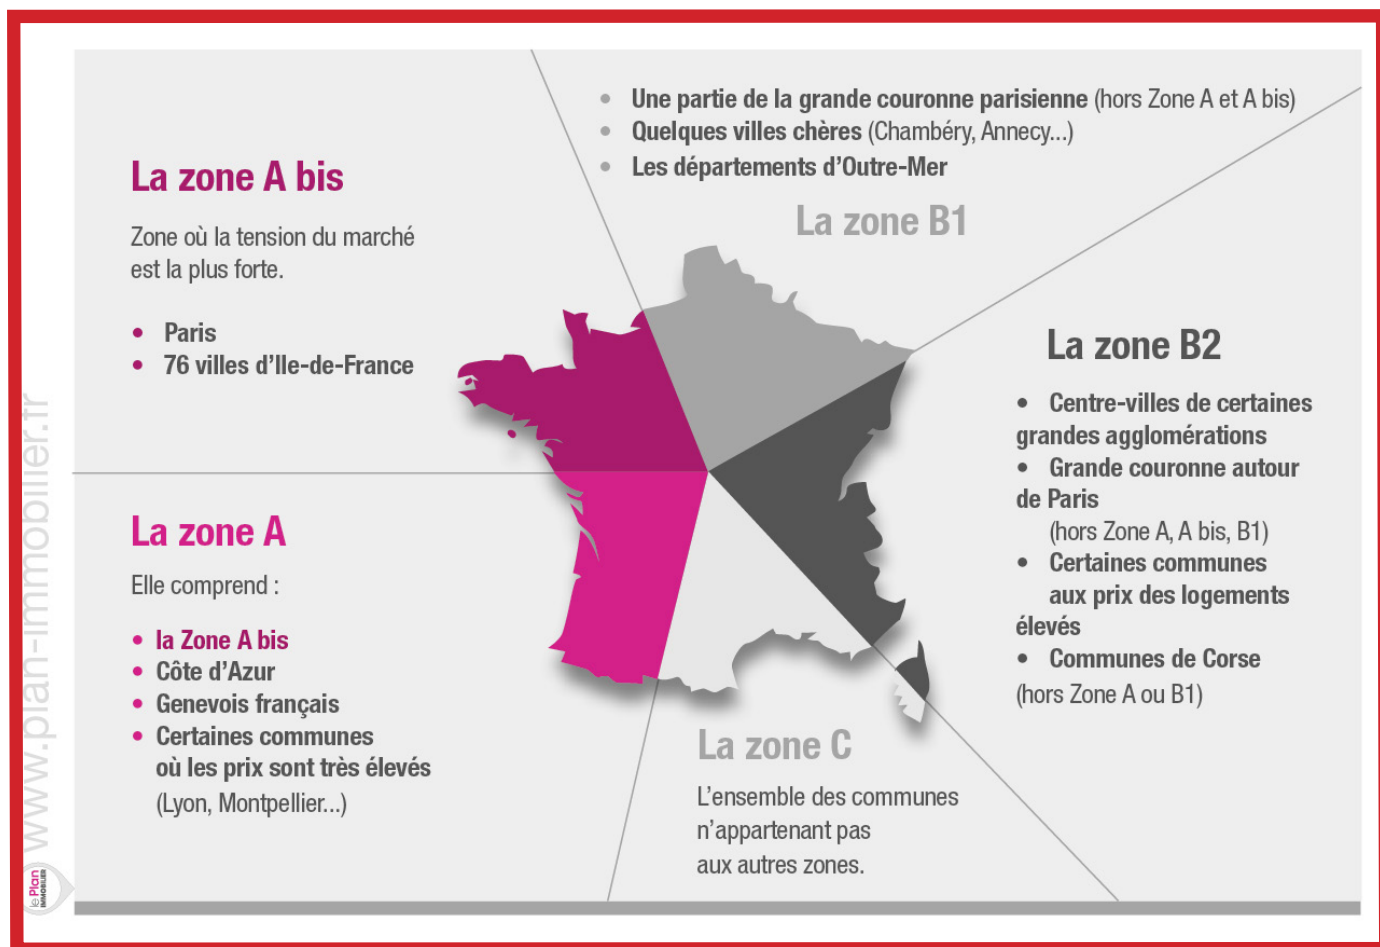 • Une partie de la grande couronne parisienne (hors Zone A et A bis)
• Quelques villes chères (Chambéry, Annecy...)
• Les départements d'Outre-Mer
La zone B1
La zone A bis
Zone où la tension du marché
est la plus forte.
• Paris
• 76 villes d'Ile-de-France
La zone B2
• Centre-villes de certaines
grandes agglomérations
• Grande couronne autour
de Paris
(hors Zone A, A bis, B1)
• Certaines communes
aux prix des logements
élevés
• Communes de Corse
(hors Zone A ou B1)
La zone A
Elle comprend :
• la Zone A bis
• Côte d'Azur
• Genevois français
• Certaines communes
où les prix sont très élevés
(Lyon, Montpellier...)
La zone C
L'ensemble des communes
n'appartenant pas
aux autres zones.
www.plan-immobilier.fr
le Plan
IMMOBILIER